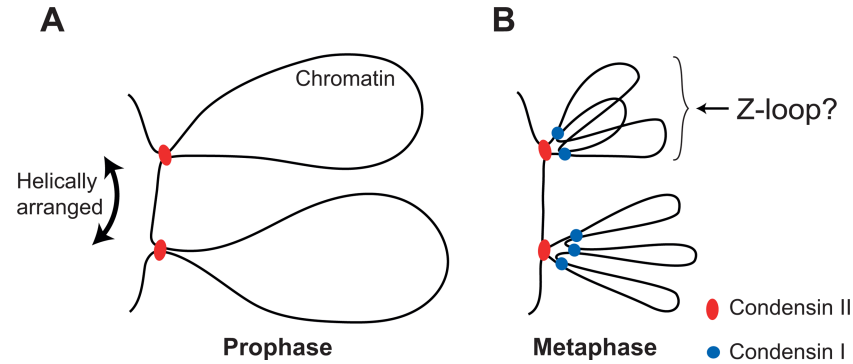 A
Chromatin
Helically
arranged
Prophase
B
Z-loop?
Metaphase
Condensin II
Condensin I